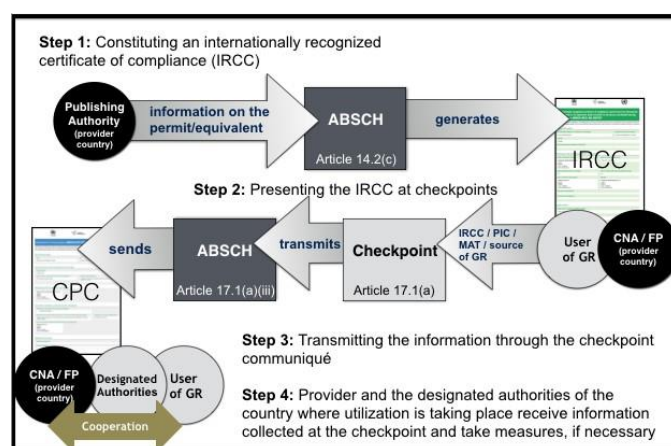 Step 1: Constituting an internationally recognized
certificate of compliance (IRCC)
Publishing
Authority
(provider
country)
information on the
permit/equivalent
ABSCH
Article 14.2(c)
generates
IRCC
Step 2: Presenting the IRCC at checkpoints
CPC
sends
ABSCH
Article 17.1(a)(iii)
transmits
Checkpoint
Article 17.1(a)
IRCC / PIC /
MAT / source
of GR
User
of GR
CNA / FP
(provider
country)
Step 3: Transmitting the information through the checkpoint
communiqué
CNA / FP
(provider
country)
Designated
Authorities
User
of GR
Cooperation
Step 4: Provider and the designated authorities of the
country where utilization is taking place receive information
collected at the checkpoint and take measures, if necessary